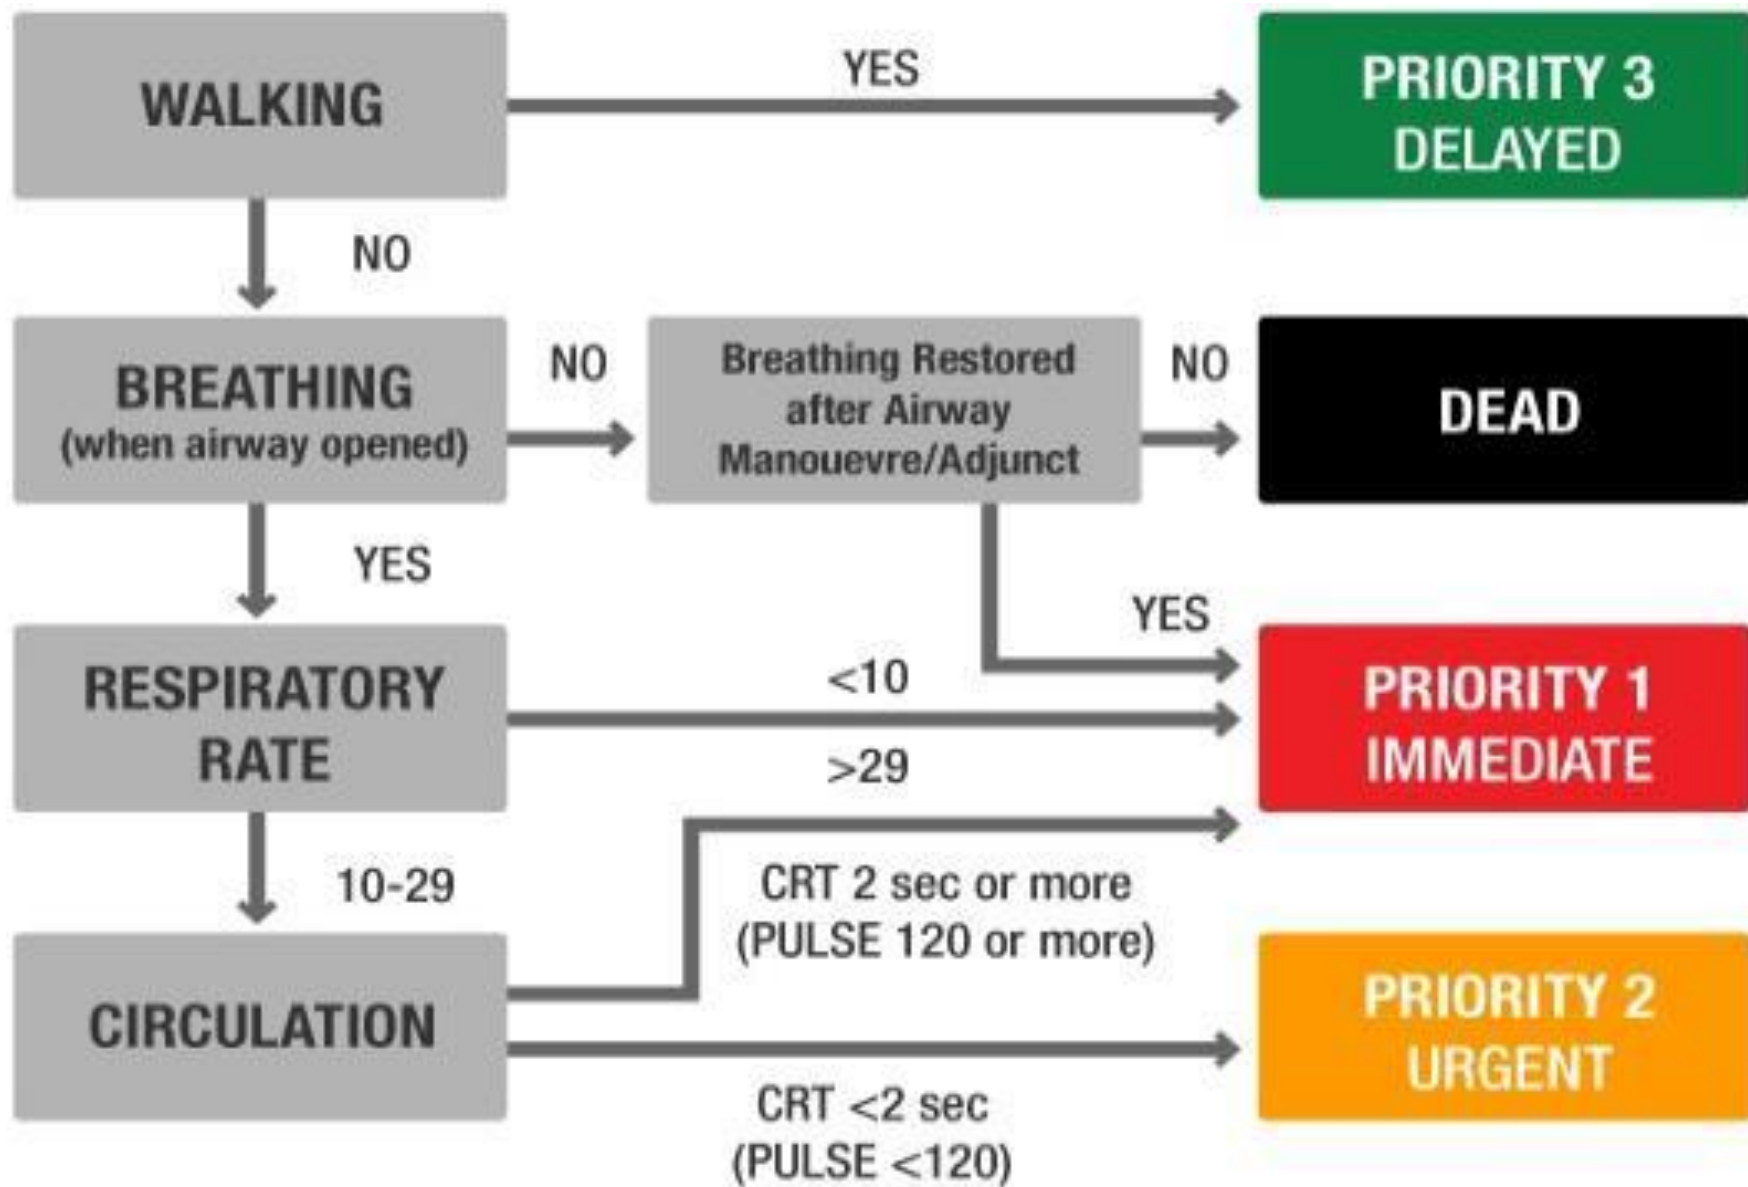 WALKING
YES
PRIORITY 3
DELAYED
NO
BREATHING
(when airway opened)
NO
Breathing Restored
after Airway
Manouevre/Adjunct
NO
DEAD
YES
YES
RESPIRATORY
RATE
<10
>29
PRIORITY 1
IMMEDIATE
10-29
CRT 2 sec or more
(PULSE 120 or more)
CIRCULATION
CRT <2 sec
(PULSE <120)
PRIORITY 2
URGENT